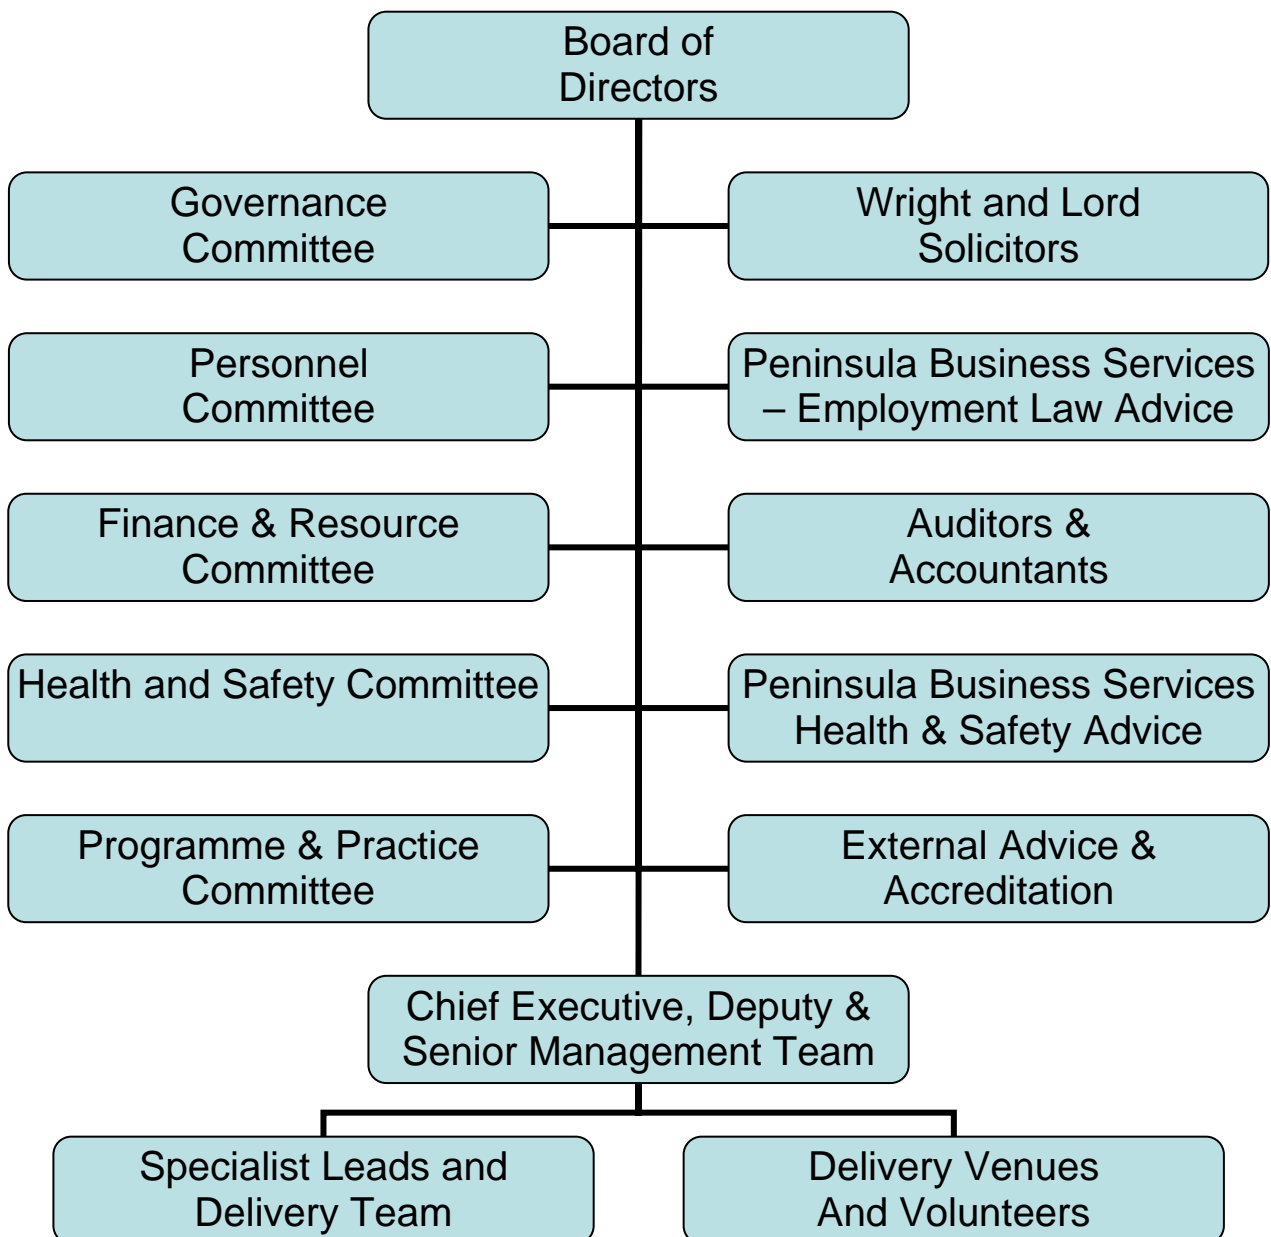 Board of
Directors
Governance
Committee
Wright and Lord
Solicitors
Personnel
Committee
Peninsula Business Services
– Employment Law Advice
Finance & Resource
Committee
Auditors &
Accountants
Health and Safety Committee
Peninsula Business Services
Health & Safety Advice
Programme & Practice
Committee
External Advice &
Accreditation
Chief Executive, Deputy &
Senior Management Team
Specialist Leads and
Delivery Team
Delivery Venues
And Volunteers